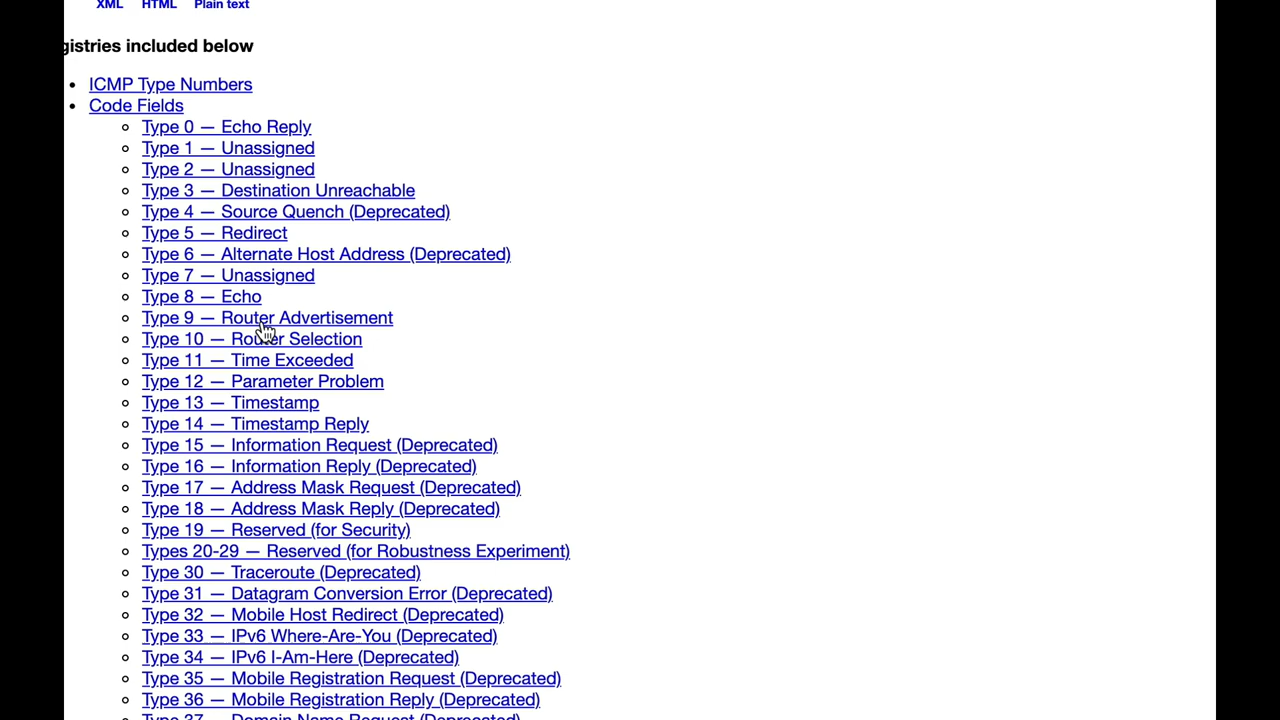 XML HTML Plain text
gistries included below
ICMP Type Numbers
Code Fields
Type 0 — Echo Reply
Type 1 — Unassigned
Type 2 — Unassigned
Type 3 — Destination Unreachable
Type 4 — Source Quench (Deprecated)
Type 5 — Redirect
Type 6 — Alternate Host Address (Deprecated)
Type 7 — Unassigned
Type 8 — Echo
Type 9 — Router Advertisement
Type 10 — Router Selection
Type 11 — Time Exceeded
Type 12 — Parameter Problem
Type 13 — Timestamp
Type 14 — Timestamp Reply
Type 15 — Information Request (Deprecated)
Type 16 — Information Reply (Deprecated)
Type 17 — Address Mask Request (Deprecated)
Type 18 — Address Mask Reply (Deprecated)
Type 19 — Reserved (for Security)
Types 20-29 — Reserved (for Robustness Experiment)
Type 30 — Traceroute (Deprecated)
Type 31 — Datagram Conversion Error (Deprecated)
Type 32 — Mobile Host Redirect (Deprecated)
Type 33 — IPv6 Where-Are-You (Deprecated)
Type 34 — IPv6 I-Am-Here (Deprecated)
Type 35 — Mobile Registration Request (Deprecated)
Type 36 — Mobile Registration Reply (Deprecated)
Type 37 — Domain Name Request (Deprecated)